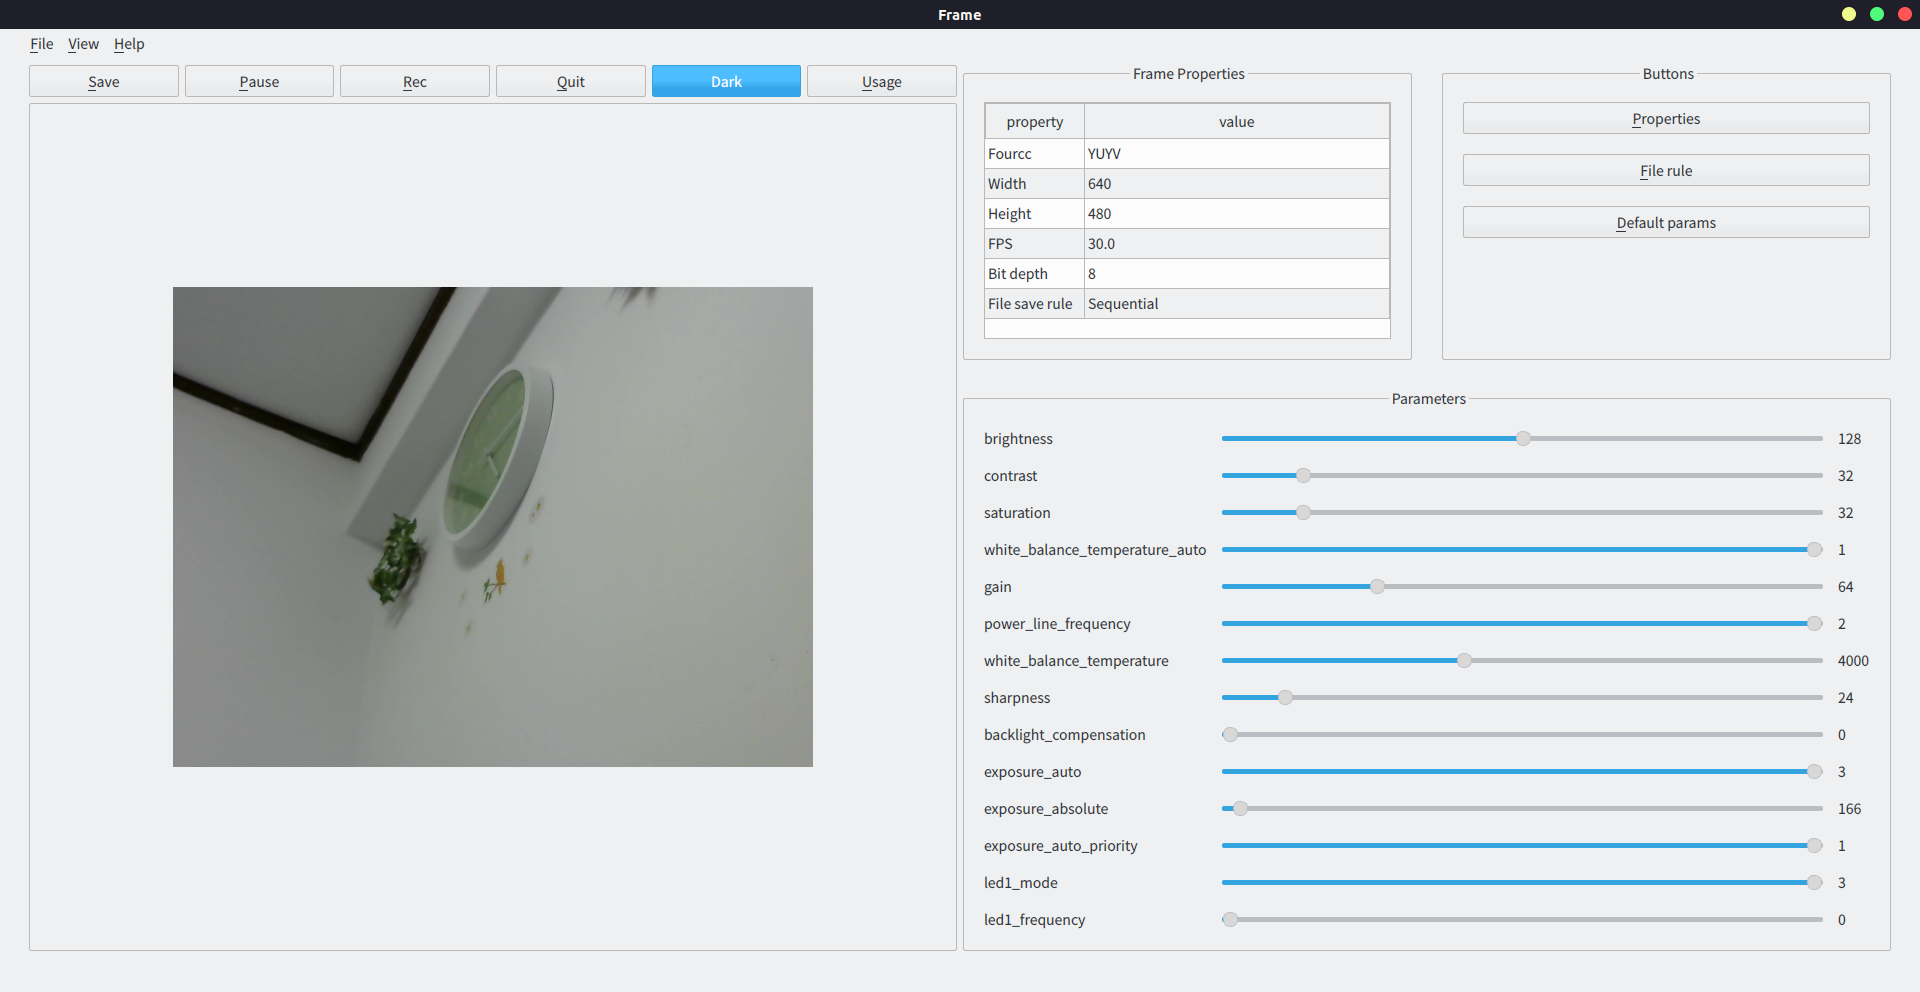 Frame
File View Help
Save Pause Rec Quit Dark Usage
Frame Properties
property value
Fourcc YUYV
Width 640
Height 480
FPS 30.0
Bit depth 8
File save rule Sequential
Buttons
Properties
File rule
Default params
Parameters
brightness 128
contrast 32
saturation 32
white_balance_temperature_auto 1
gain 64
power_line_frequency 2
white_balance_temperature 4000
sharpness 24
backlight_compensation 0
exposure_auto 3
exposure_absolute 166
exposure_auto_priority 1
led1_mode 3
led1_frequency 0